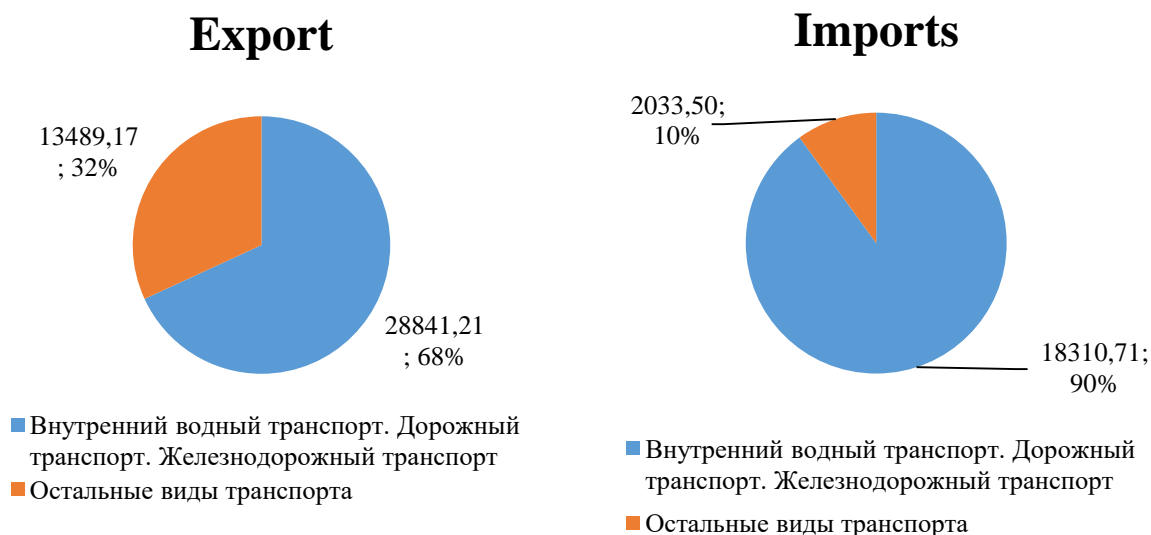 Export
13489,17
; 32%
28841,21
; 68%
Внутренний водный транспорт. Дорожный
транспорт. Железнодорожный транспорт
Остальные виды транспорта
Imports
2033,50;
10%
18310,71;
90%
Внутренний водный транспорт. Дорожный
транспорт. Железнодорожный транспорт
Остальные виды транспорта